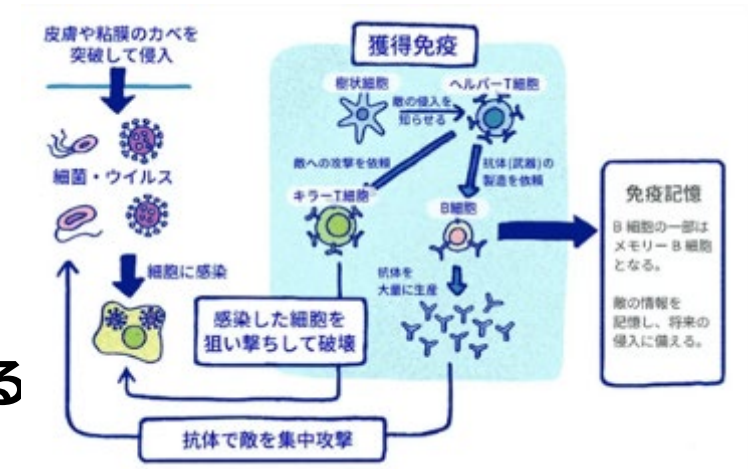 皮膚や粘膜のカベを
突破して侵入
細菌・ウイルス
細胞に感染
獲得免疫
樹状細胞
敵の侵入を
知らせる
ヘルパーT細胞
敵への攻撃を依頼
抗体(武器)の
製造を依頼
キラーT細胞
B細胞
抗体を
大量に生産
感染した細胞を
狙い撃ちして破壊
抗体で敵を集中攻撃
免疫記憶
B細胞の一部は
メモリーB細胞
となる。
敵の情報を
記憶し、将来の
侵入に備える。
る